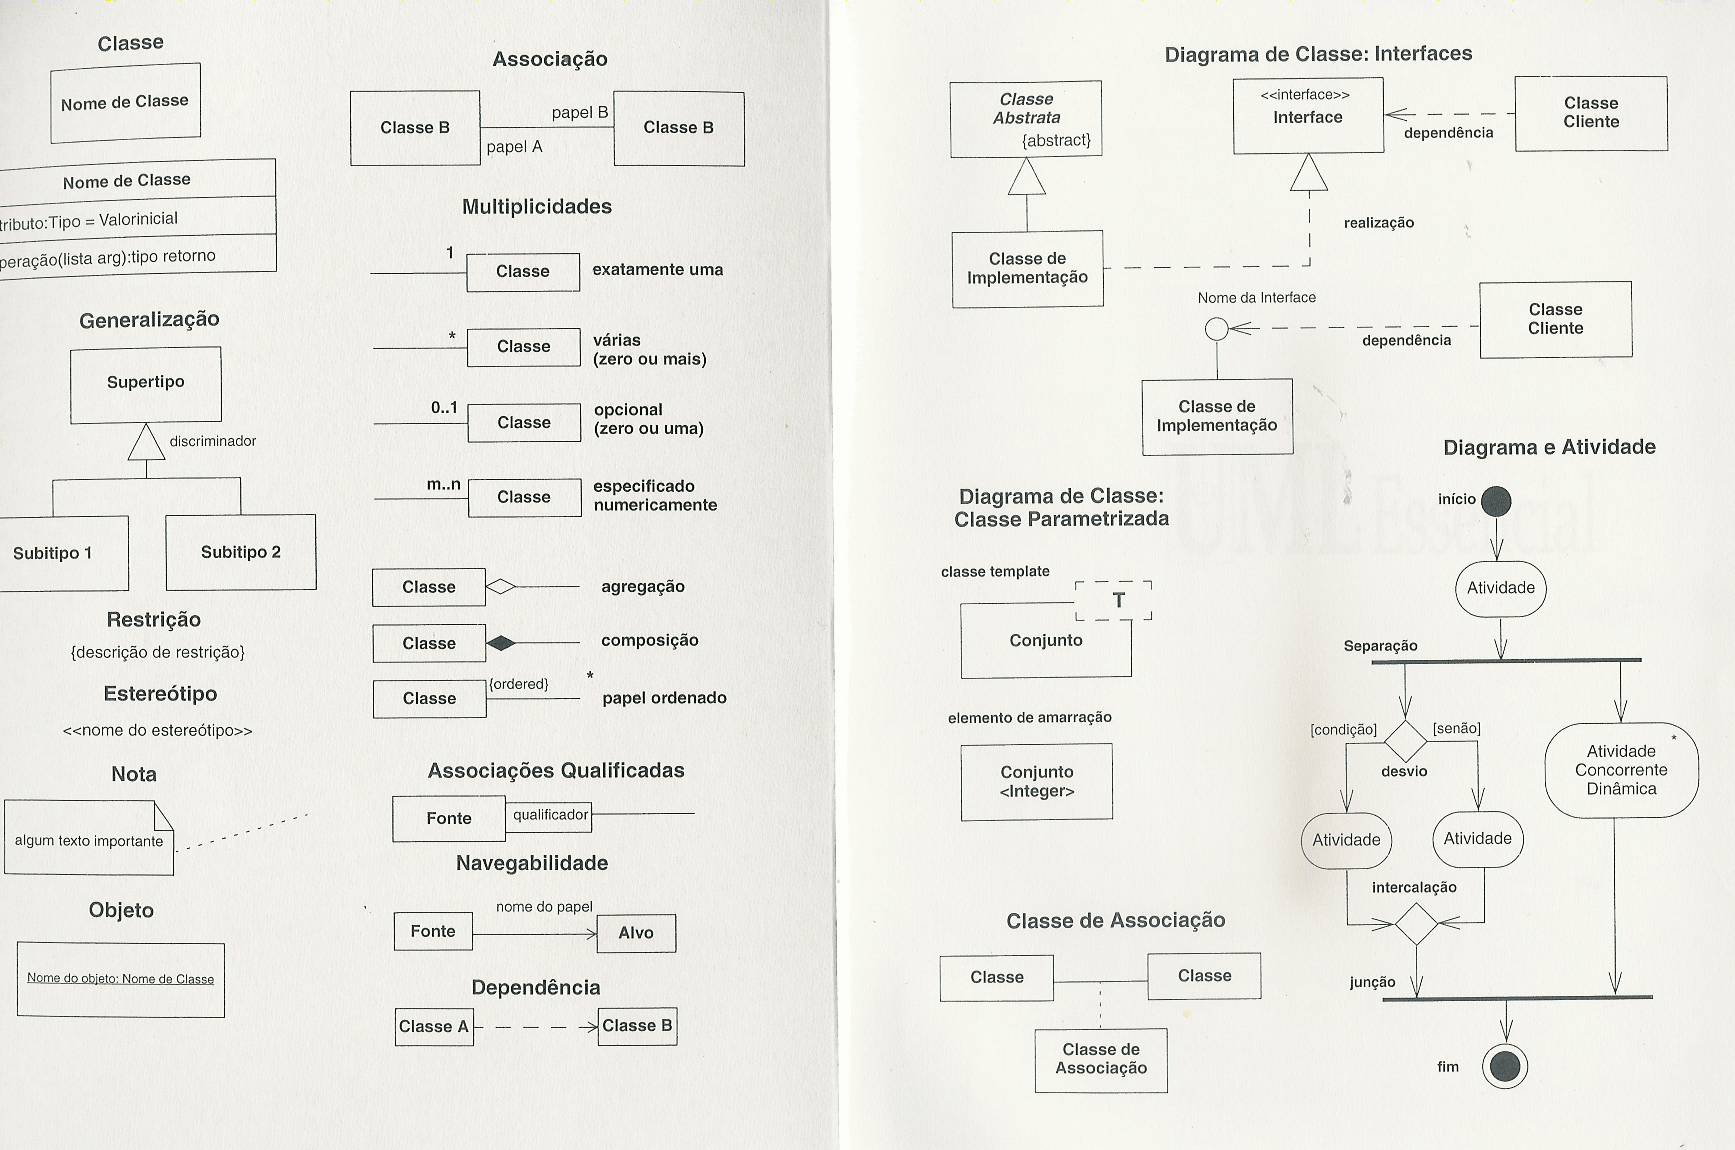 Classe
Nome de Classe
Nome de Classe
tributo:Tipo = Valorinicial
peração(lista arg):tipo retorno
Generalização
Supertipo
discriminador
Subitipo 1
Subitipo 2
Restrição
{descrição de restrição}
Estereótipo
<<nome do estereótipo>>
Nota
algum texto importante
Objeto
Nome do objeto: Nome de Classe
Associação
Classe B
papel B
papel A
Classe B
Multiplicidades
1
Classe
exatamente uma
*
Classe
várias
(zero ou mais)
0..1
Classe
opcional
(zero ou uma)
m..n
Classe
especificado
numericamente
Classe
agregação
Classe
composição
Classe
{ordered}
*
papel ordenado
Associações Qualificadas
Fonte
qualificador
Navegabilidade
Fonte
nome do papel
Alvo
Dependência
Classe A
Classe B
Diagrama de Classe: Interfaces
Classe
Abstrata
{abstract}
<<interface>>
Interface
dependência
Classe
Cliente
realização
Classe de
Implementação
Nome da Interface
dependência
Classe
Cliente
Classe de
Implementação
Diagrama de Classe:
Classe Parametrizada
classe template
T
Conjunto
elemento de amarração
Conjunto
<Integer>
Classe de Associação
Classe
Classe
Classe de
Associação
Diagrama e Atividade
início
Atividade
Separação
[condição]
[senão]
desvio
*
Atividade
Concorrente
Dinâmica
Atividade
Atividade
intercalação
junção
fim
UML Essencial